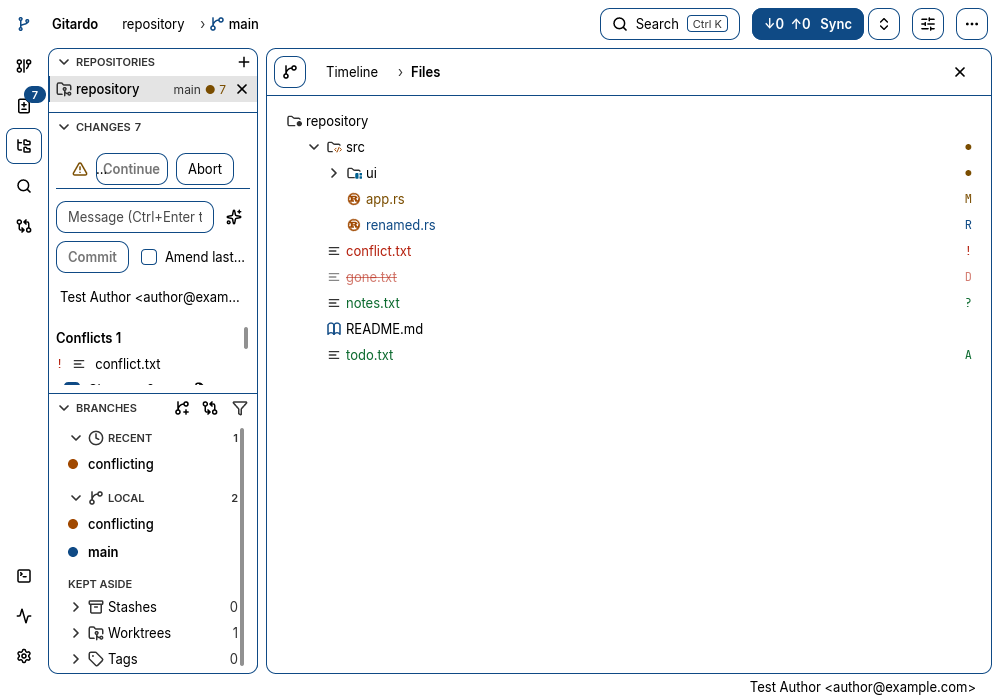 Gitardo repository › main Search Ctrl K ↓0 ↑0 Sync
REPOSITORIES
repository main 7
7
CHANGES 7
... Continue Abort
Message (Ctrl+Enter t
Commit Amend last...
Test Author <author@exam...
Conflicts 1
! conflict.txt
BRANCHES
RECENT 1
conflicting
LOCAL 2
conflicting
main
KEPT ASIDE
Stashes 0
Worktrees 1
Tags 0
Timeline › Files
repository
src
ui
app.rs M
renamed.rs R
conflict.txt !
gone.txt D
notes.txt ?
README.md
todo.txt A
Test Author <author@example.com>